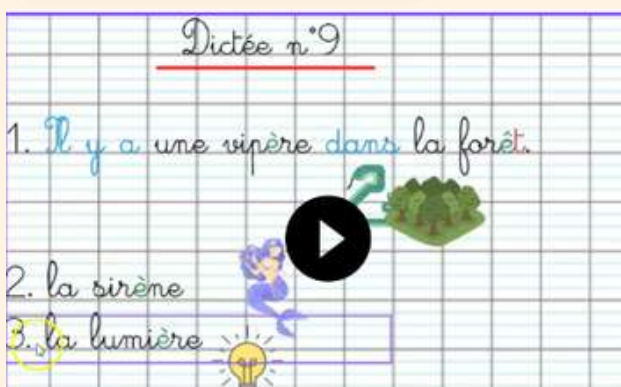 Dictée n°9
1. Il y a une vipère dans la forêt.
2. la sirène
3. la lumière